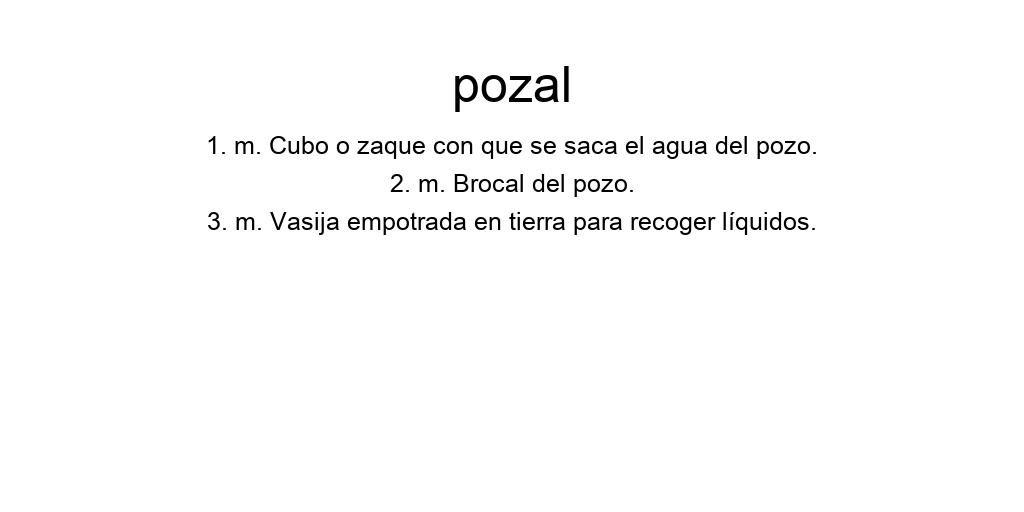 pozal
1. m. Cubo o zaque con que se saca el agua del pozo.
2. m. Brocal del pozo.
3. m. Vasija empotrada en tierra para recoger líquidos.